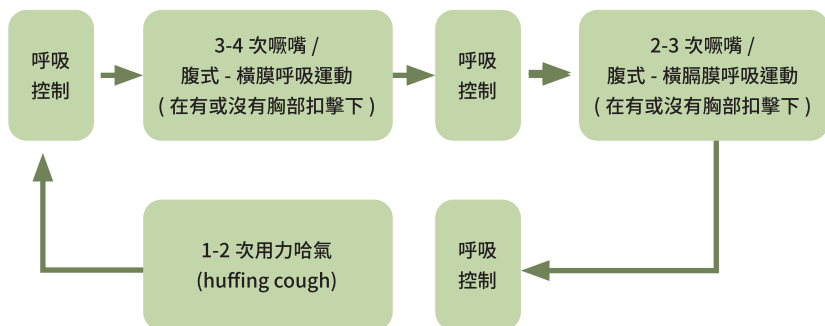 呼吸
控制
3-4 次噘嘴 /
腹式 - 橫膜呼吸運動
( 在有或沒有胸部扣擊下 )
呼吸
控制
2-3 次噘嘴 /
腹式 - 橫膈膜呼吸運動
( 在有或沒有胸部扣擊下 )
呼吸
控制
1-2 次用力哈氣
(huffing cough)